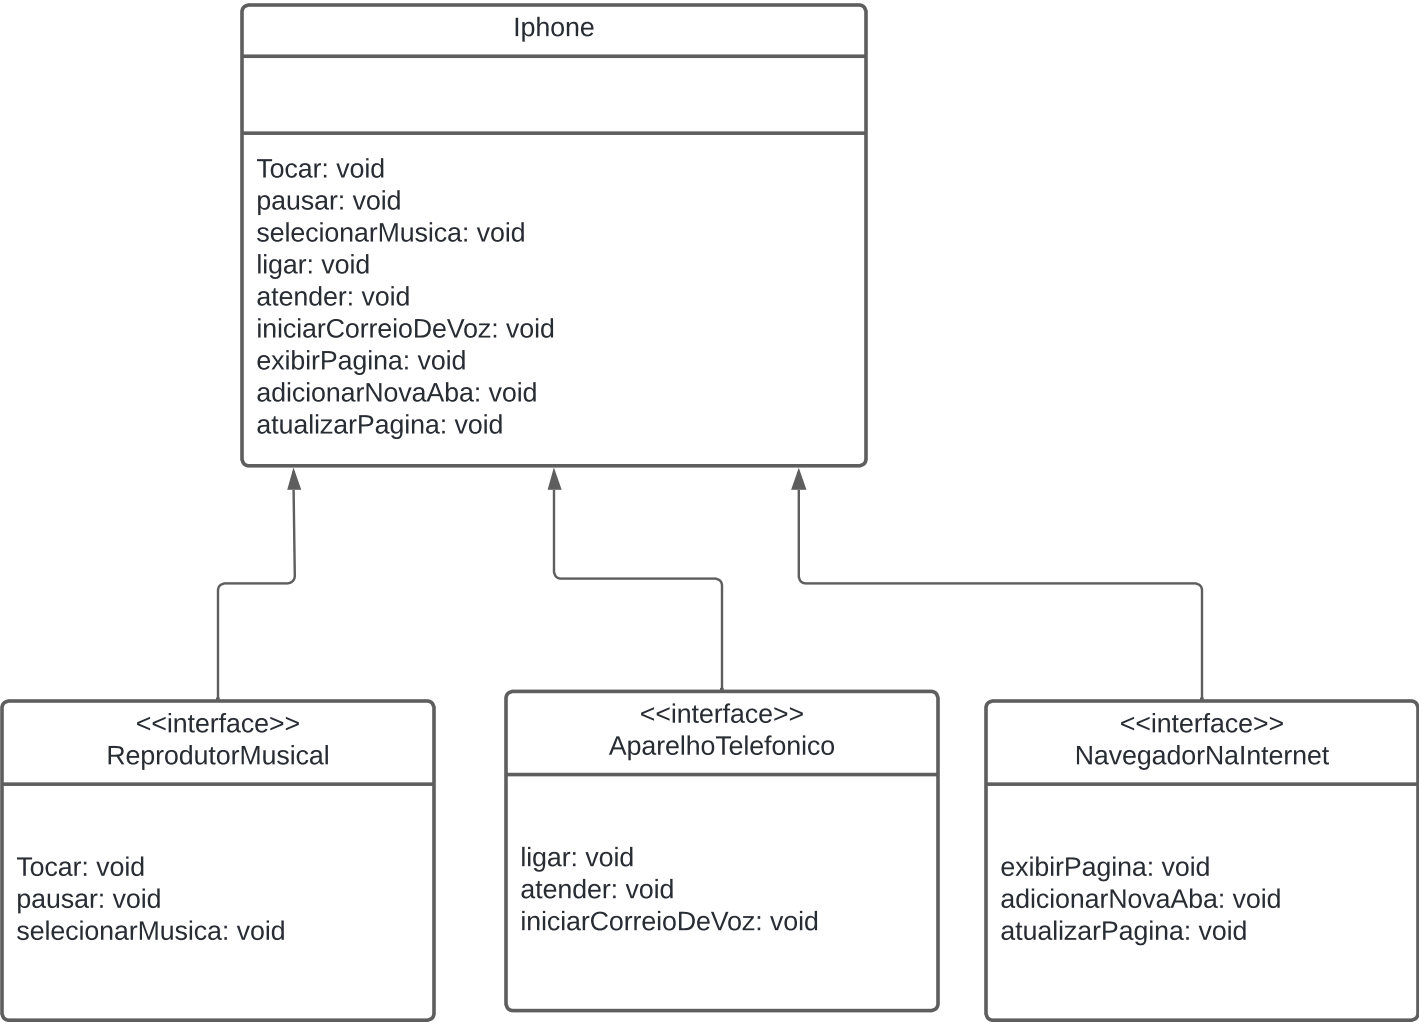 Iphone
Tocar: void
pausar: void
selecionarMusica: void
ligar: void
atender: void
iniciarCorreioDeVoz: void
exibirPagina: void
adicionarNovaAba: void
atualizarPagina: void
<<interface>>
ReprodutorMusical
Tocar: void
pausar: void
selecionarMusica: void
<<interface>>
AparelhoTelefonico
ligar: void
atender: void
iniciarCorreioDeVoz: void
<<interface>>
NavegadorNaInternet
exibirPagina: void
adicionarNovaAba: void
atualizarPagina: void